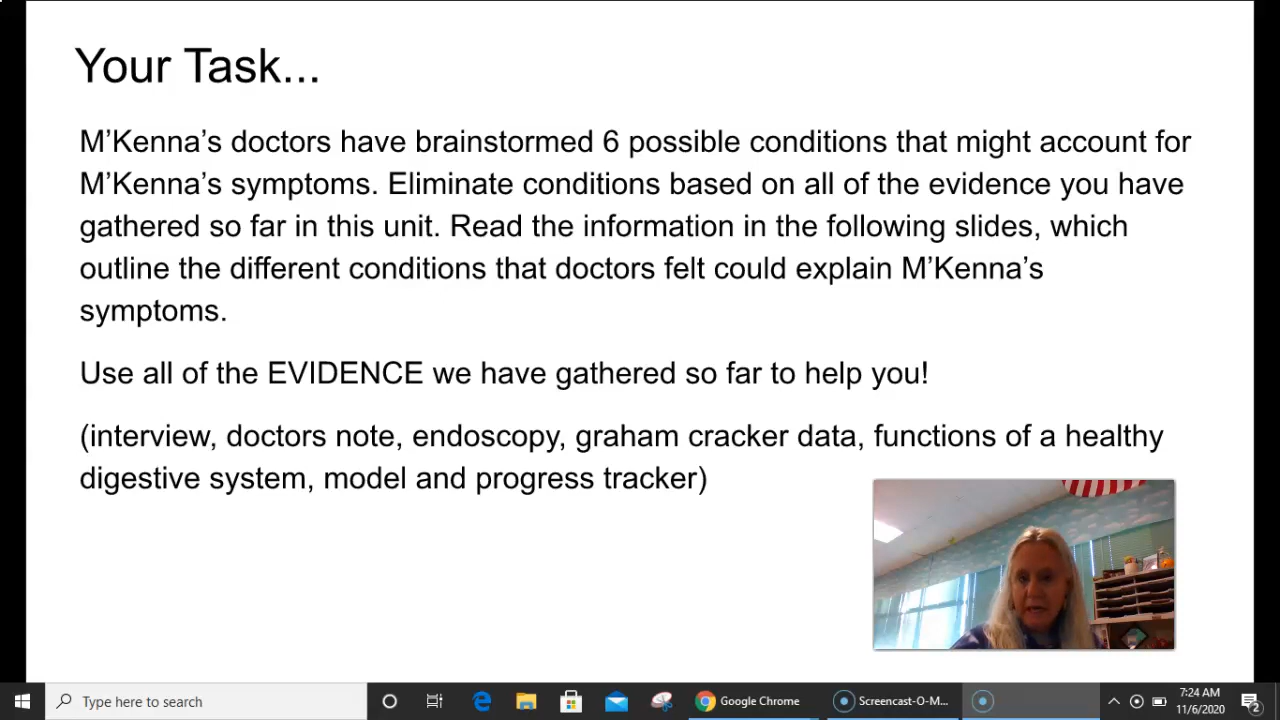 Your Task...
M’Kenna’s doctors have brainstormed 6 possible conditions that might account for
M’Kenna’s symptoms. Eliminate conditions based on all of the evidence you have
gathered so far in this unit. Read the information in the following slides, which
outline the different conditions that doctors felt could explain M’Kenna’s
symptoms.
Use all of the EVIDENCE we have gathered so far to help you!
(interview, doctors note, endoscopy, graham cracker data, functions of a healthy
digestive system, model and progress tracker)
Type here to search
Google Chrome
Screencast-O-M...
7:24 AM
11/6/2020
2